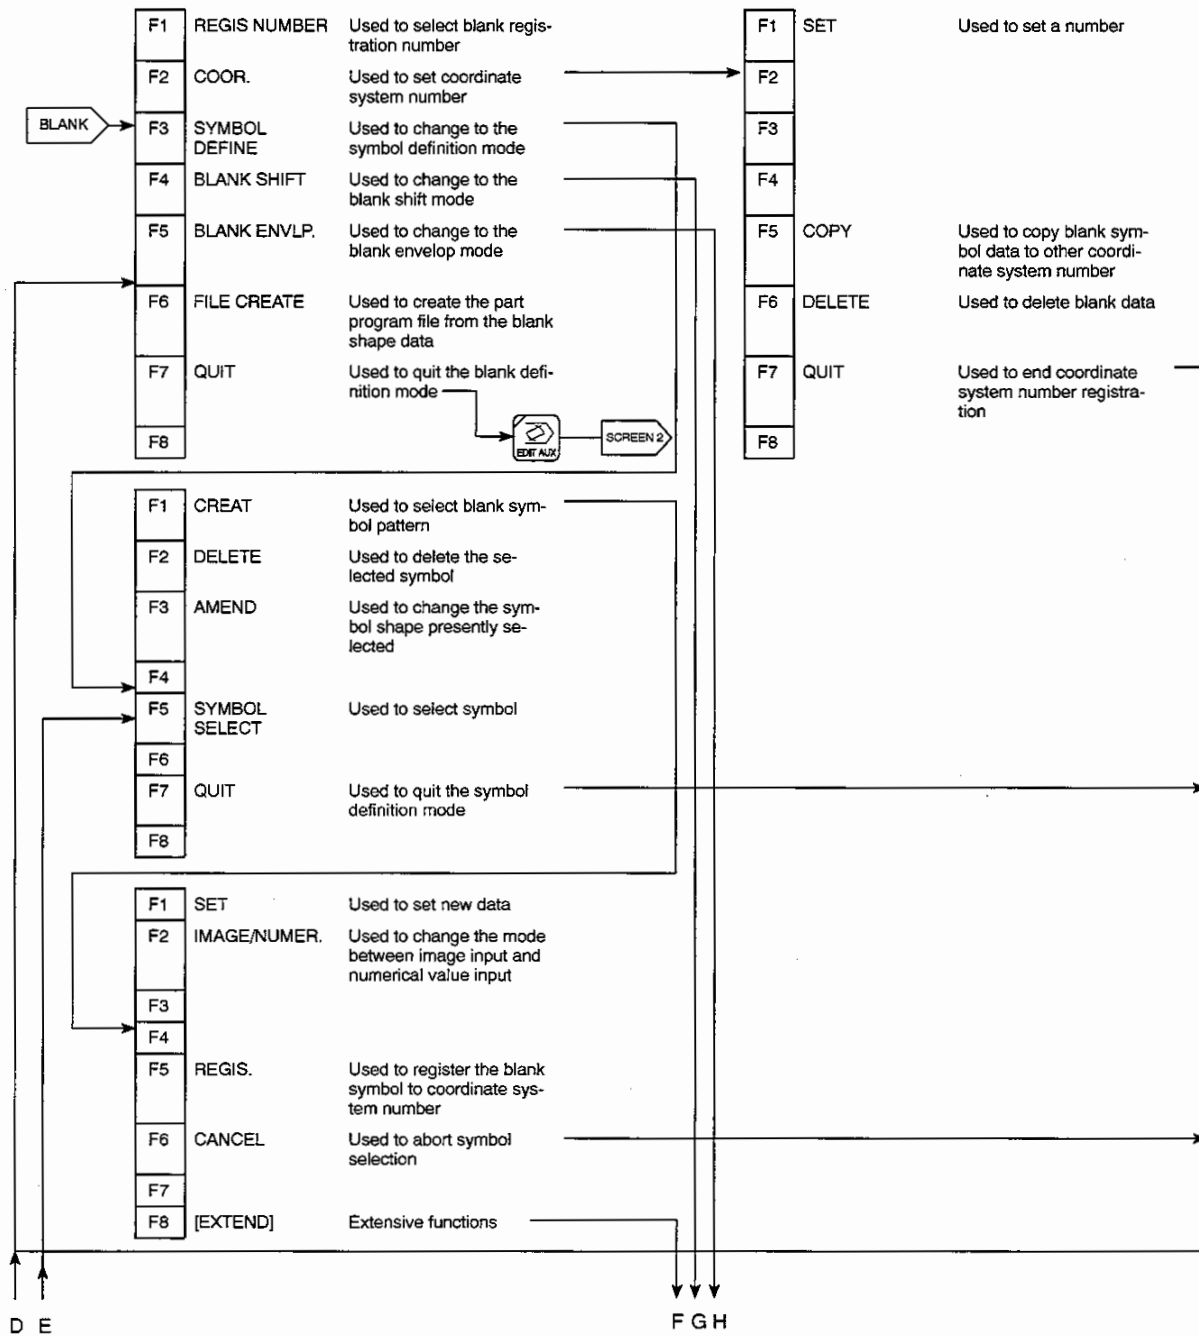 F1 REGIS NUMBER Used to select blank regis-
tration number
F2 COOR. Used to set coordinate
system number
BLANK
F3 SYMBOL Used to change to the
DEFINE symbol definition mode
F4 BLANK SHIFT Used to change to the
blank shift mode
F5 BLANK ENVLP. Used to change to the
blank envelop mode
F6 FILE CREATE Used to create the part
program file from the blank
shape data
F7 QUIT Used to quit the blank defi-
nition mode
EDIT AUX
SCREEN 2
F8
F1 SET Used to set a number
F2
F3
F4
F5 COPY Used to copy blank sym-
bol data to other coordi-
nate system number
F6 DELETE Used to delete blank data
F7 QUIT Used to end coordinate
system number registra-
tion
F8
F1 CREAT Used to select blank sym-
bol pattern
F2 DELETE Used to delete the se-
lected symbol
F3 AMEND Used to change the sym-
bol shape presently se-
lected
F4
F5 SYMBOL Used to select symbol
SELECT
F6
F7 QUIT Used to quit the symbol
definition mode
F8
F1 SET Used to set new data
F2 IMAGE/NUMER. Used to change the mode
between image input and
numerical value input
F3
F4
F5 REGIS. Used to register the blank
symbol to coordinate sys-
tem number
F6 CANCEL Used to abort symbol
selection
F7
F8 [EXTEND] Extensive functions
D E
F G H